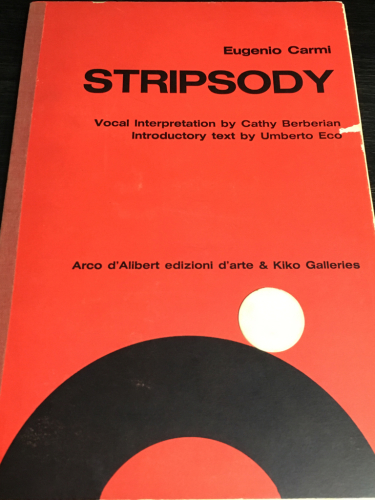 Eugenio Carmi
STRIPSODY
Vocal Interpretation by Cathy Berberian
Introductory text by Umberto Eco
Arco d'Alibert edizioni d'arte & Kiko Galleries